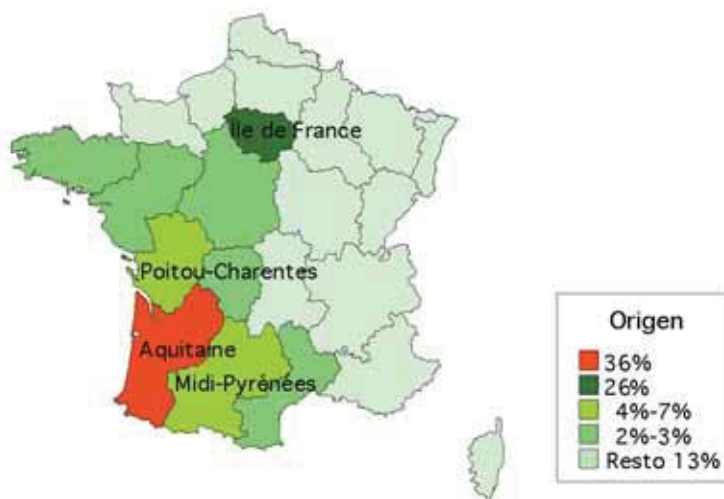 Ile de France
Poitou-Charentes
Aquitaine
Midi-Pyrénées
Origen
36%
26%
4%-7%
2%-3%
Resto 13%